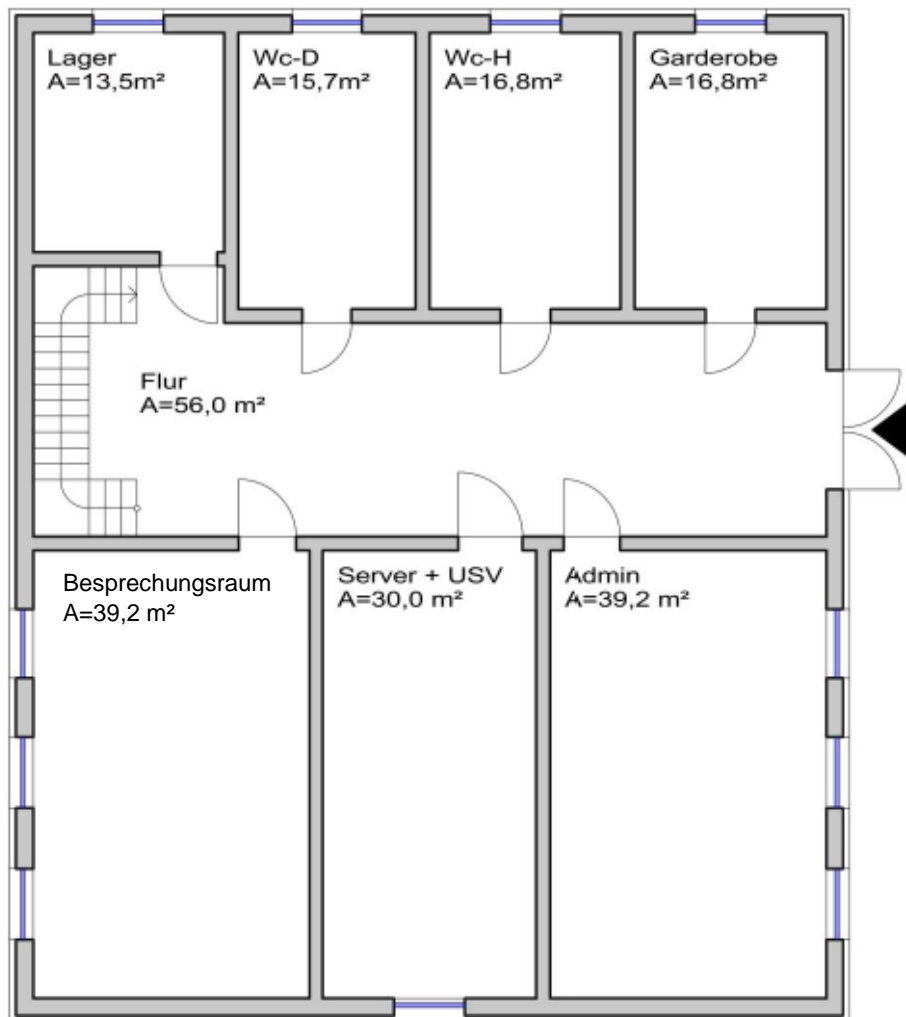 Lager
A=13,5m²
Wc-D
A=15,7m²
Wc-H
A=16,8m²
Garderobe
A=16,8m²
Flur
A=56,0 m²
Besprechungsraum
A=39,2 m²
Server + USV
A=30,0 m²
Admin
A=39,2 m²